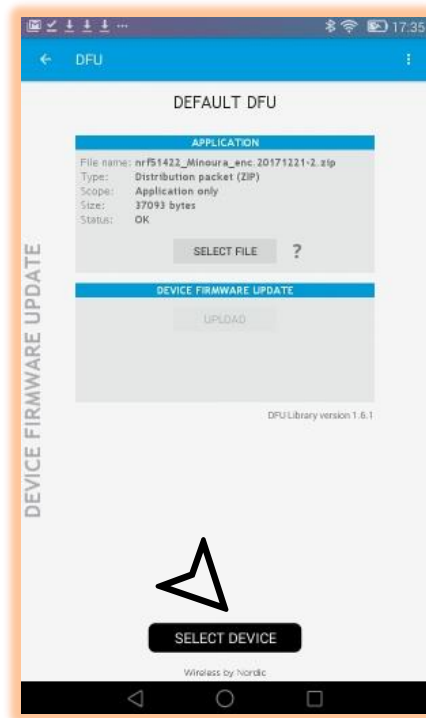 17:35
DFU
DEFAULT DFU
APPLICATION
File name: nrf51422_Minoura_enc.20171221-2.zip
Type: Distribution packet (ZIP)
Scope: Application only
Size: 37093 bytes
Status: OK
SELECT FILE ?
DEVICE FIRMWARE UPDATE
UPLOAD
DFU Library version 1.6.1
DEVICE FIRMWARE UPDATE
SELECT DEVICE
Wireless by Nordic